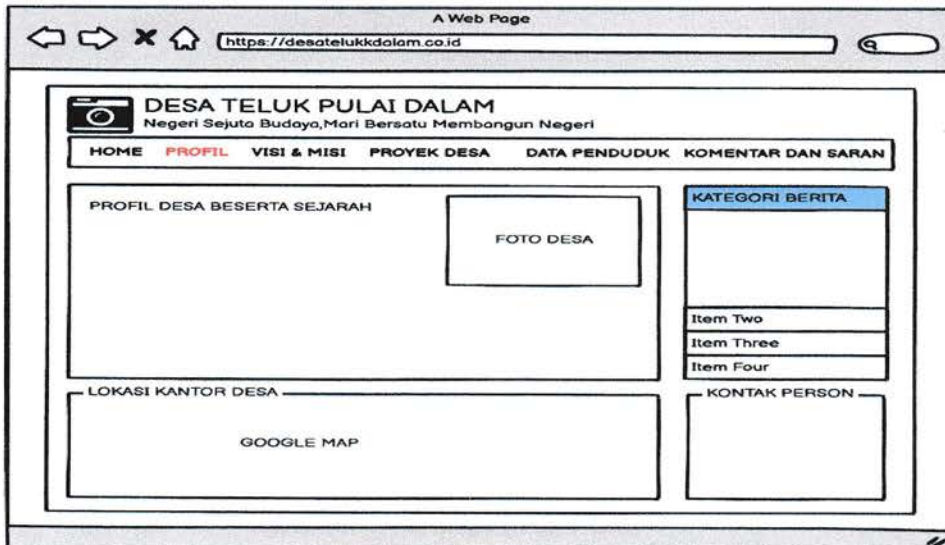 A Web Page
https://desatelukkdalam.co.id
DESA TELUK PULAI DALAM
Negeri Sejuta Budaya,Mari Bersatu Membangun Negeri
HOME PROFIL VISI & MISI PROYEK DESA DATA PENDUDUK KOMENTAR DAN SARAN
PROFIL DESA BESERTA SEJARAH
FOTO DESA
KATEGORI BERITA
Item Two
Item Three
Item Four
LOKASI KANTOR DESA
GOOGLE MAP
KONTAK PERSON